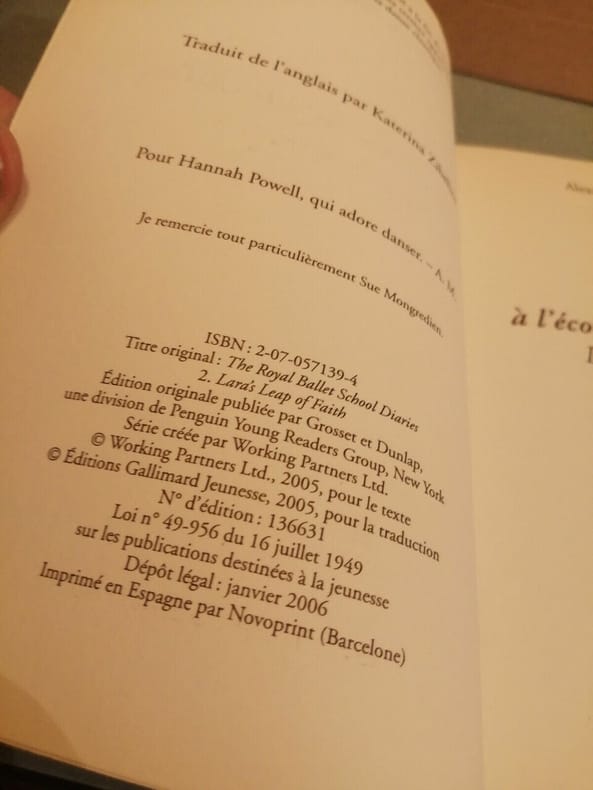 Traduit de l'anglais par Katerina
Pour Hannah Powell, qui adore danser. – A. M.
Je remercie tout particulièrement Sue Mongredien.
ISBN : 2-07-057139-4
Titre original : The Royal Ballet School Diaries
2. Lara's Leap of Faith
Édition originale publiée par Grosset et Dunlap,
une division de Penguin Young Readers Group, New York
Série créée par Working Partners Ltd.
© Working Partners Ltd., 2005, pour le texte
© Éditions Gallimard Jeunesse, 2005, pour la traduction
N° d'édition : 136631
Loi n° 49-956 du 16 juillet 1949
sur les publications destinées à la jeunesse
Dépôt légal : janvier 2006
Imprimé en Espagne par Novoprint (Barcelone)
à l'éco